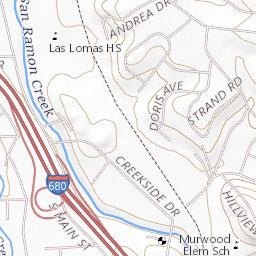 ANDREA DR
Las Lomas HS
San Ramon Creek
DORIS AVE
STRAND RD
CREEKSIDE DR
680
S MAIN ST
HILLVIEW
Murwood
Elem Sch